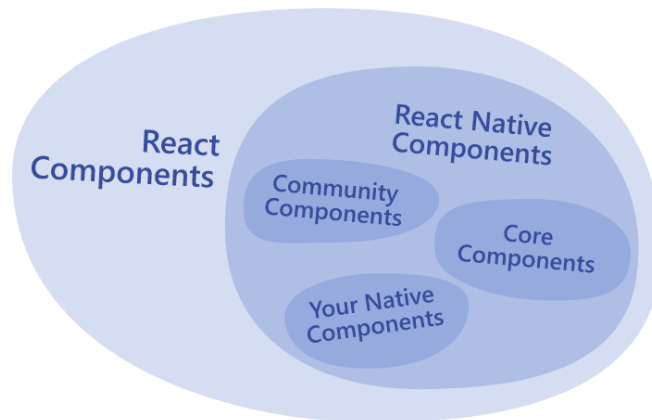 React
Components
React Native
Components
Community
Components
Core
Components
Your Native
Components